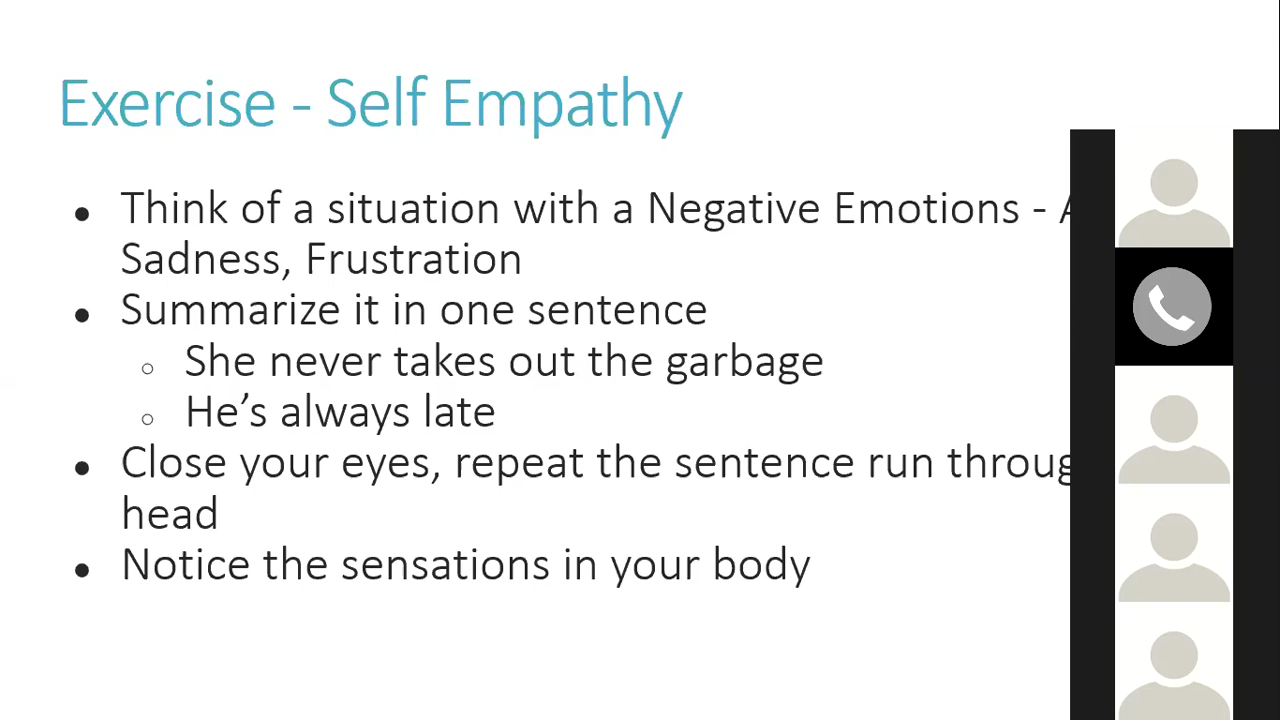 Exercise - Self Empathy
● Think of a situation with a Negative Emotions -
Sadness, Frustration
● Summarize it in one sentence
○ She never takes out the garbage
○ He’s always late
● Close your eyes, repeat the sentence run
head
● Notice the sensations in your body